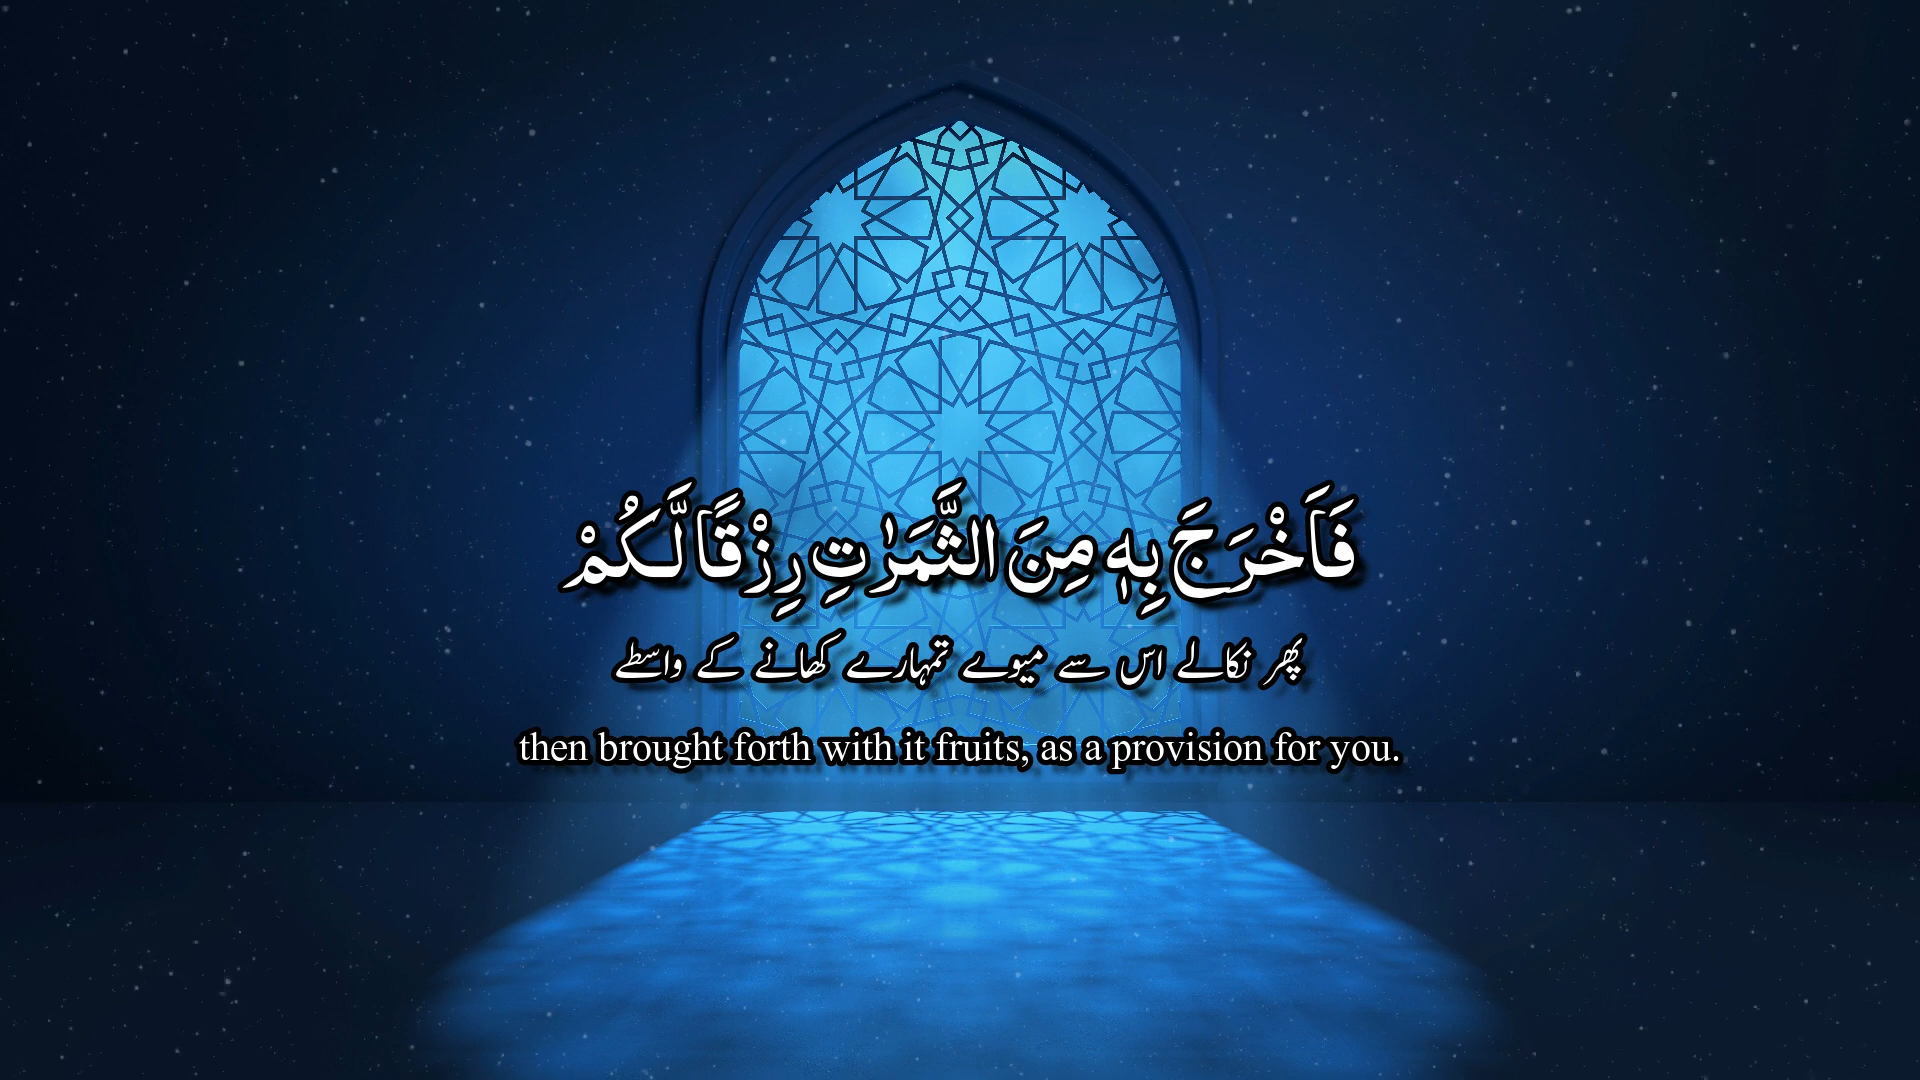 فَاَخْرَجَ بِهٖ مِنَ الثَّمَرٰتِ رِزْقًا لَّكُمْ
پھر نکالے اس سے میوے تمہارے کھانے کے واسطے
then brought forth with it fruits, as a provision for you.